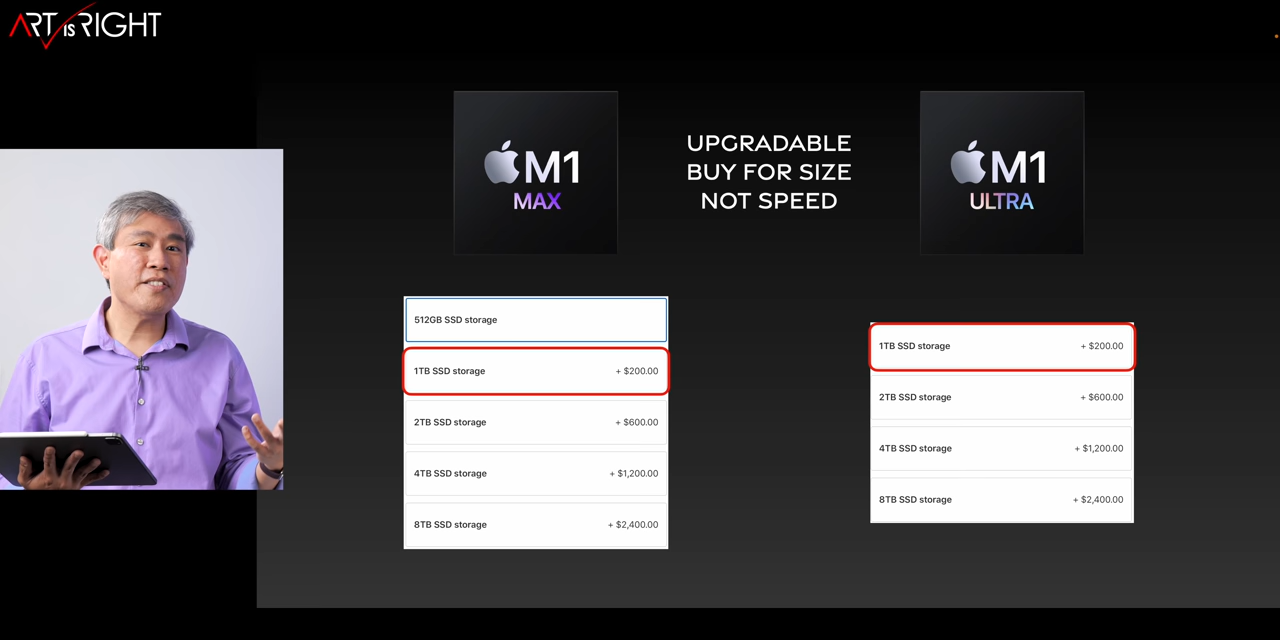 ART IS RIGHT
M1
MAX
UPGRADABLE
BUY FOR SIZE
NOT SPEED
M1
ULTRA
512GB SSD storage
1TB SSD storage + $200.00
2TB SSD storage + $600.00
4TB SSD storage + $1,200.00
8TB SSD storage + $2,400.00
1TB SSD storage + $200.00
2TB SSD storage + $600.00
4TB SSD storage + $1,200.00
8TB SSD storage + $2,400.00